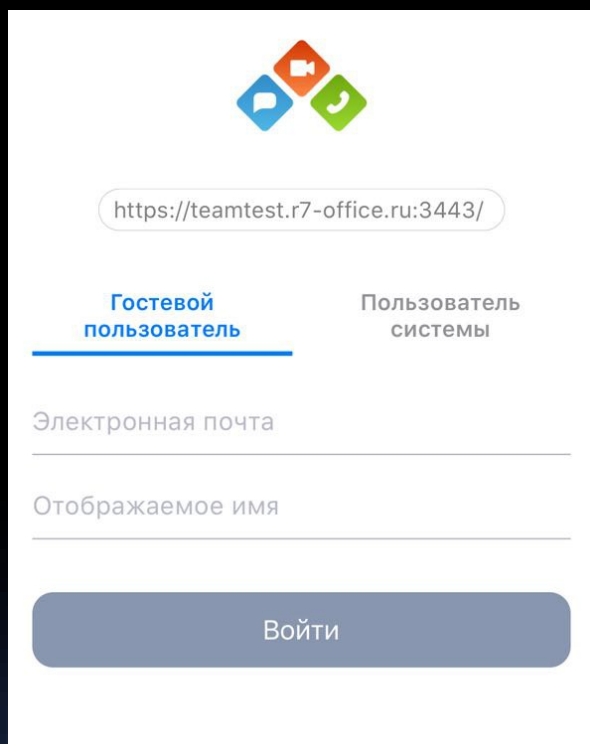 https://teamtest.r7-office.ru:3443/
Гостевой
пользователь
Пользователь
системы
Электронная почта
Отображаемое имя
Войти